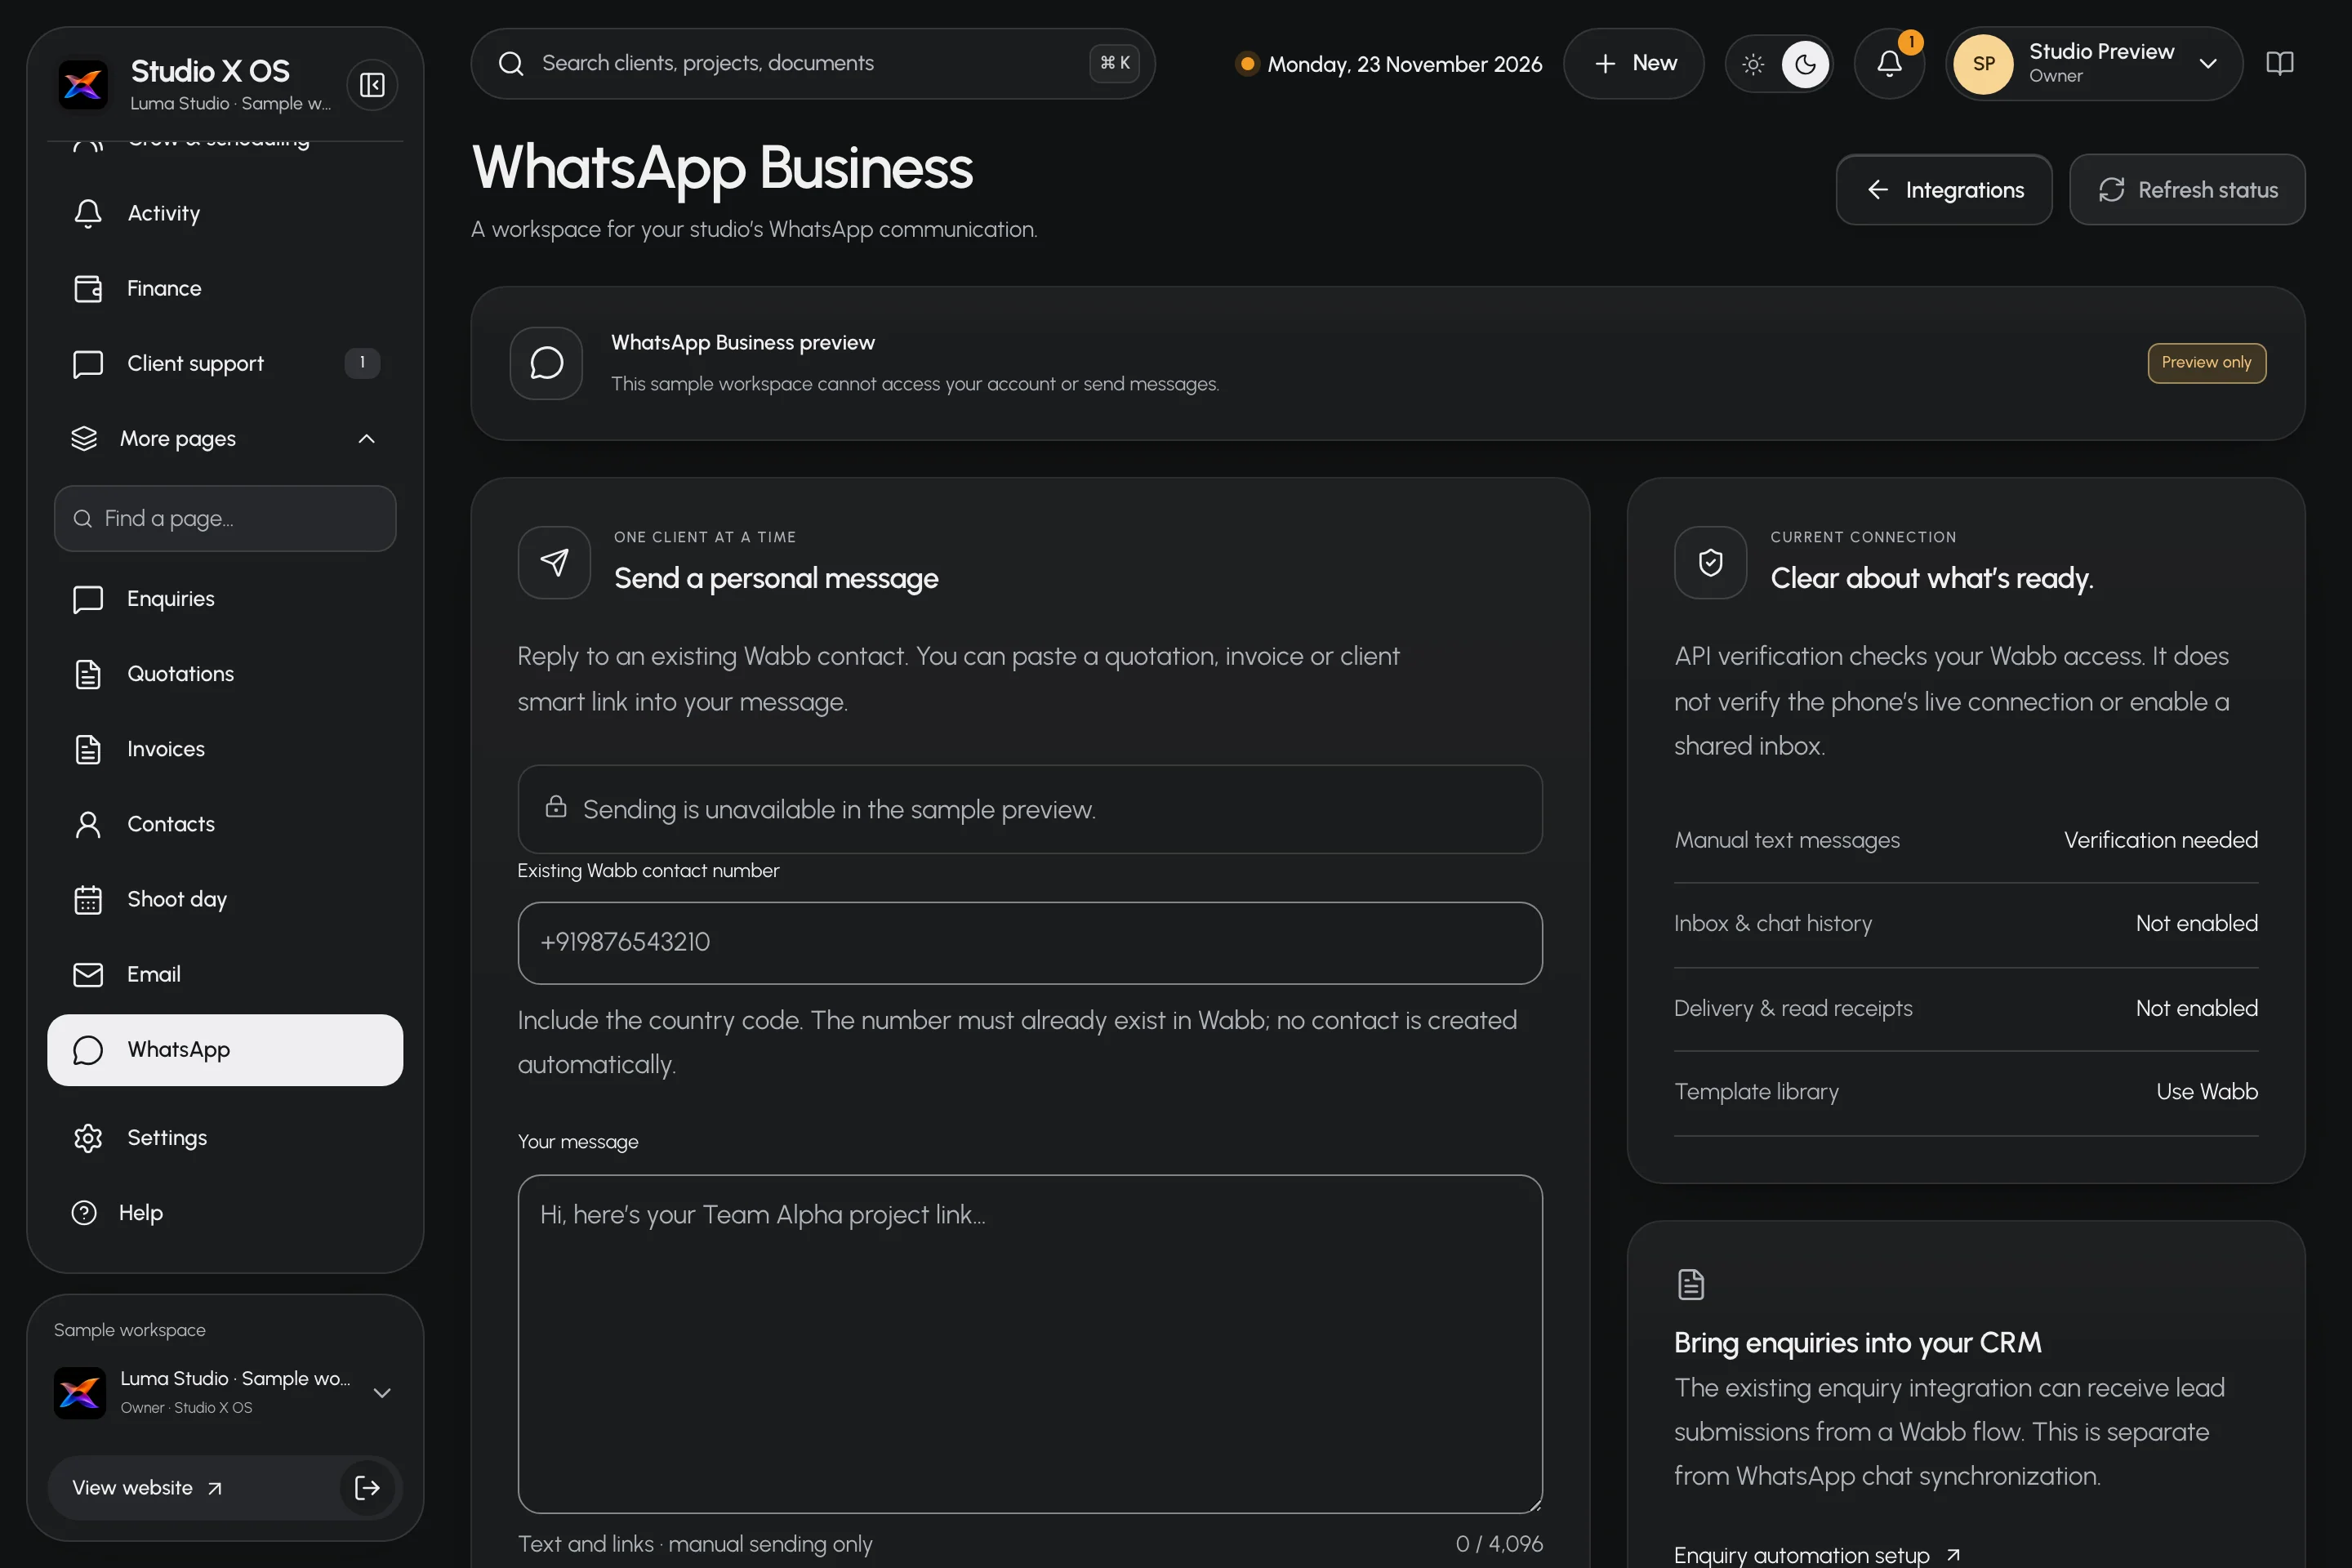 Studio X OS
Luma Studio · Sample w...
Crew & scheduling
Activity
Finance
Client support
1
More pages
Find a page...
Enquiries
Quotations
Invoices
Contacts
Shoot day
Email
WhatsApp
Settings
Help
Sample workspace
Luma Studio · Sample wo...
Owner · Studio X OS
View website
Search clients, projects, documents
⌘ K
Monday, 23 November 2026
New
1
SP
Studio Preview
Owner
WhatsApp Business
A workspace for your studio’s WhatsApp communication.
Integrations
Refresh status
WhatsApp Business preview
This sample workspace cannot access your account or send messages.
Preview only
ONE CLIENT AT A TIME
Send a personal message
Reply to an existing Wabb contact. You can paste a quotation, invoice or client
smart link into your message.
Sending is unavailable in the sample preview.
Existing Wabb contact number
+919876543210
Include the country code. The number must already exist in Wabb; no contact is created
automatically.
Your message
Hi, here’s your Team Alpha project link...
Text and links · manual sending only
0 / 4,096
CURRENT CONNECTION
Clear about what’s ready.
API verification checks your Wabb access. It does
not verify the phone’s live connection or enable a
shared inbox.
Manual text messages
Verification needed
Inbox & chat history
Not enabled
Delivery & read receipts
Not enabled
Template library
Use Wabb
Bring enquiries into your CRM
The existing enquiry integration can receive lead
submissions from a Wabb flow. This is separate
from WhatsApp chat synchronization.
Enquiry automation setup